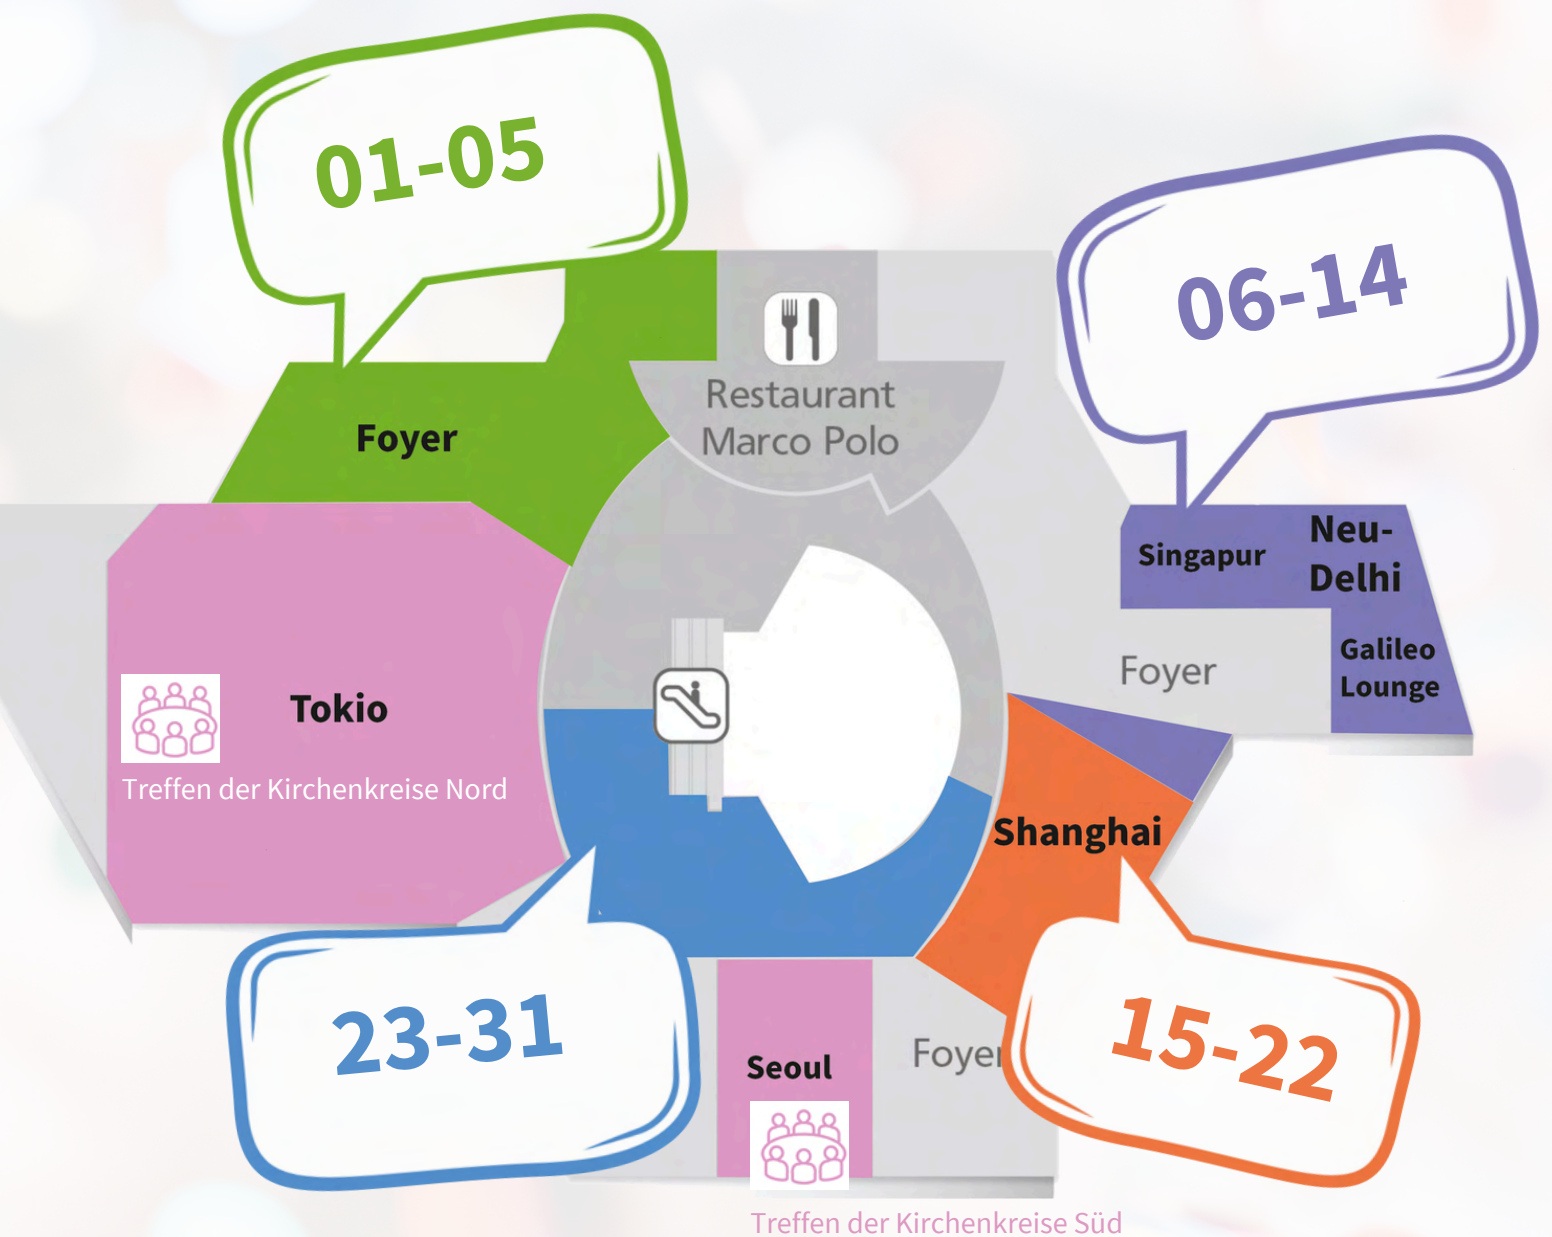 01-05
06-14
Restaurant
Marco Polo
Foyer
Singapur
Neu-
Delhi
Foyer
Galileo
Lounge
Tokio
Treffen der Kirchenkreise Nord
Shanghai
23-31
15-22
Seoul
Foyer
Treffen der Kirchenkreise Süd